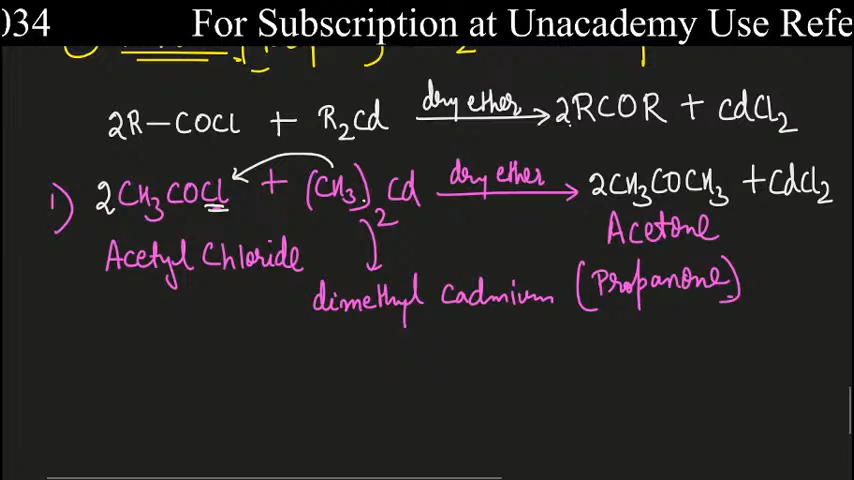 034 For Subscription at Unacademy Use Refe
2R-COCl + R₂Cd dry ether → 2RCOR + CdCl₂
1) 2CH₃COCl + (CH₃)₂Cd dry ether → 2CH₃COCH₃ + CdCl₂
Acetyl Chloride dimethyl Cadmium Acetone
(Propanone)